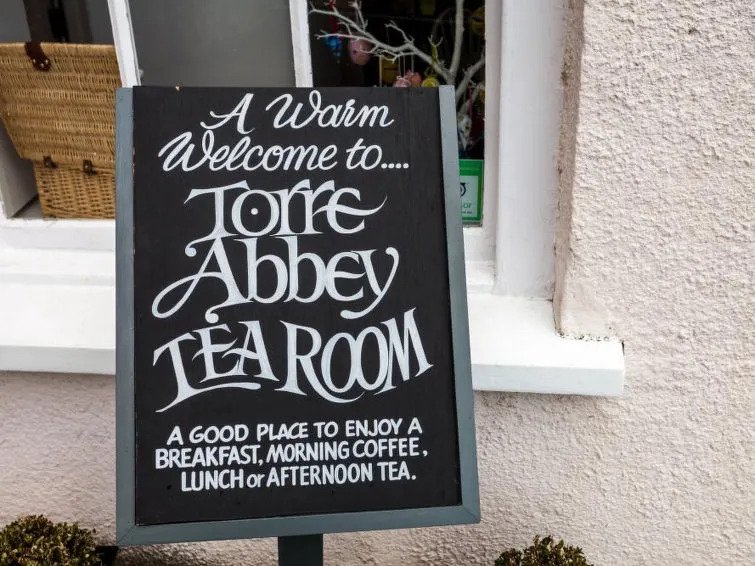 A Warm
Welcome to....
Torre
Abbey
TEA ROOM
A GOOD PLACE TO ENJOY A
BREAKFAST, MORNING COFFEE,
LUNCH or AFTERNOON TEA.